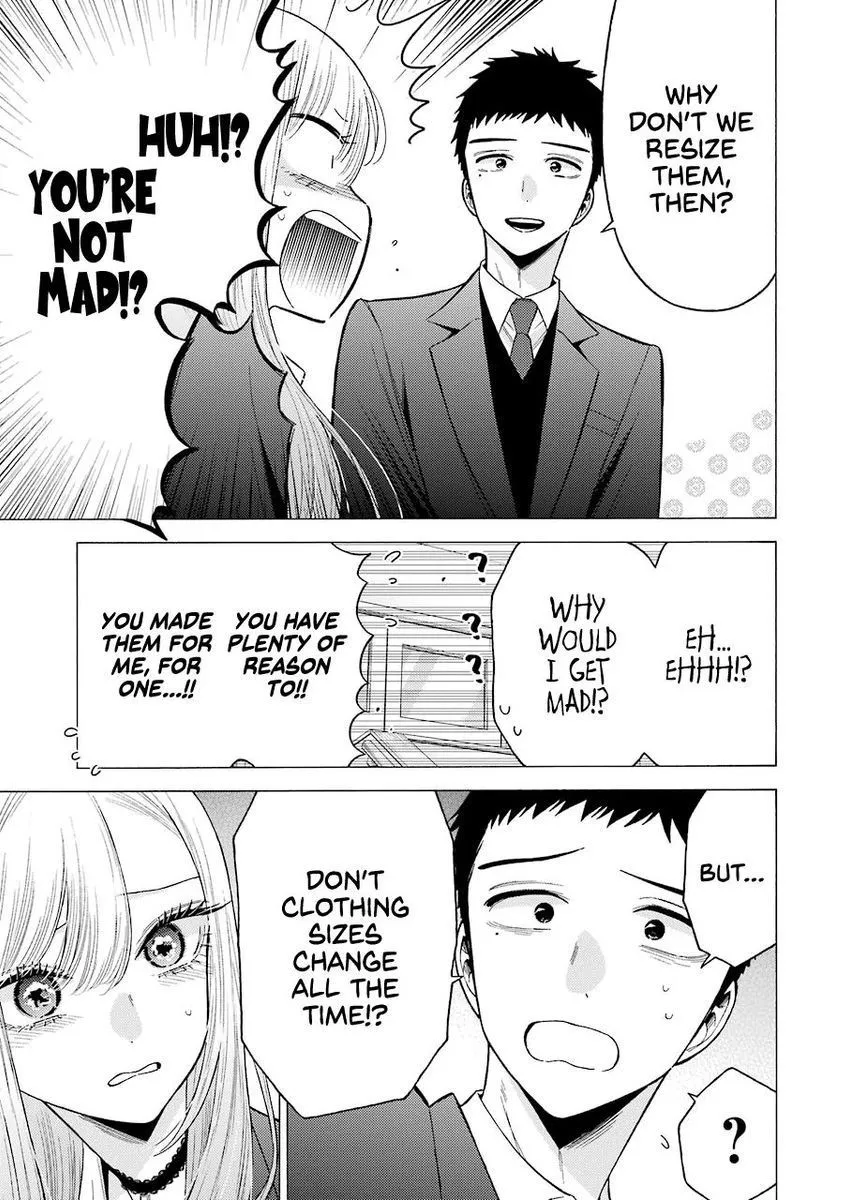 WHY
DON'T WE
RESIZE
THEM,
THEN?
HUH!?
YOU'RE
NOT
MAD!?
EH...
EHHH!?
WHY
WOULD
I GET
MAD!?
?
?
?
YOU HAVE
PLENTY OF
REASON
TO!!
YOU MADE
THEM FOR
ME, FOR
ONE...!!
BUT...
?
DON'T
CLOTHING
SIZES
CHANGE
ALL THE
TIME!?